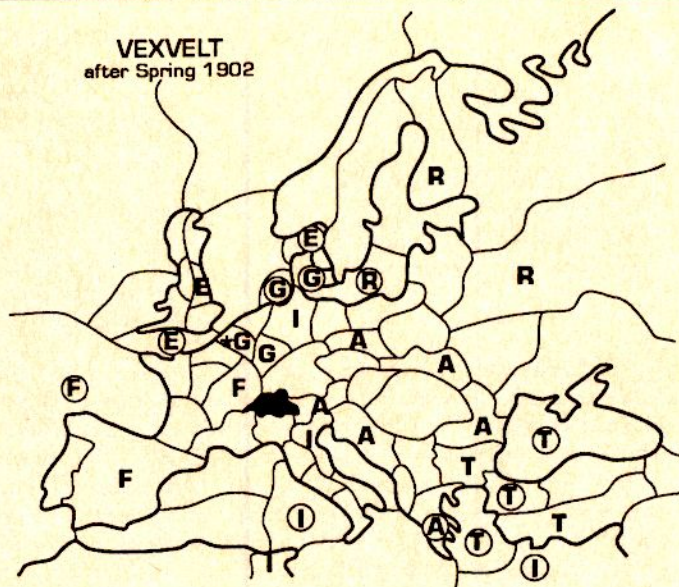 VEXVELT
after Spring 1902
R
E
E G G R R
I
E *G G A A
F F A
I A A T
F T T
I A T T
I I